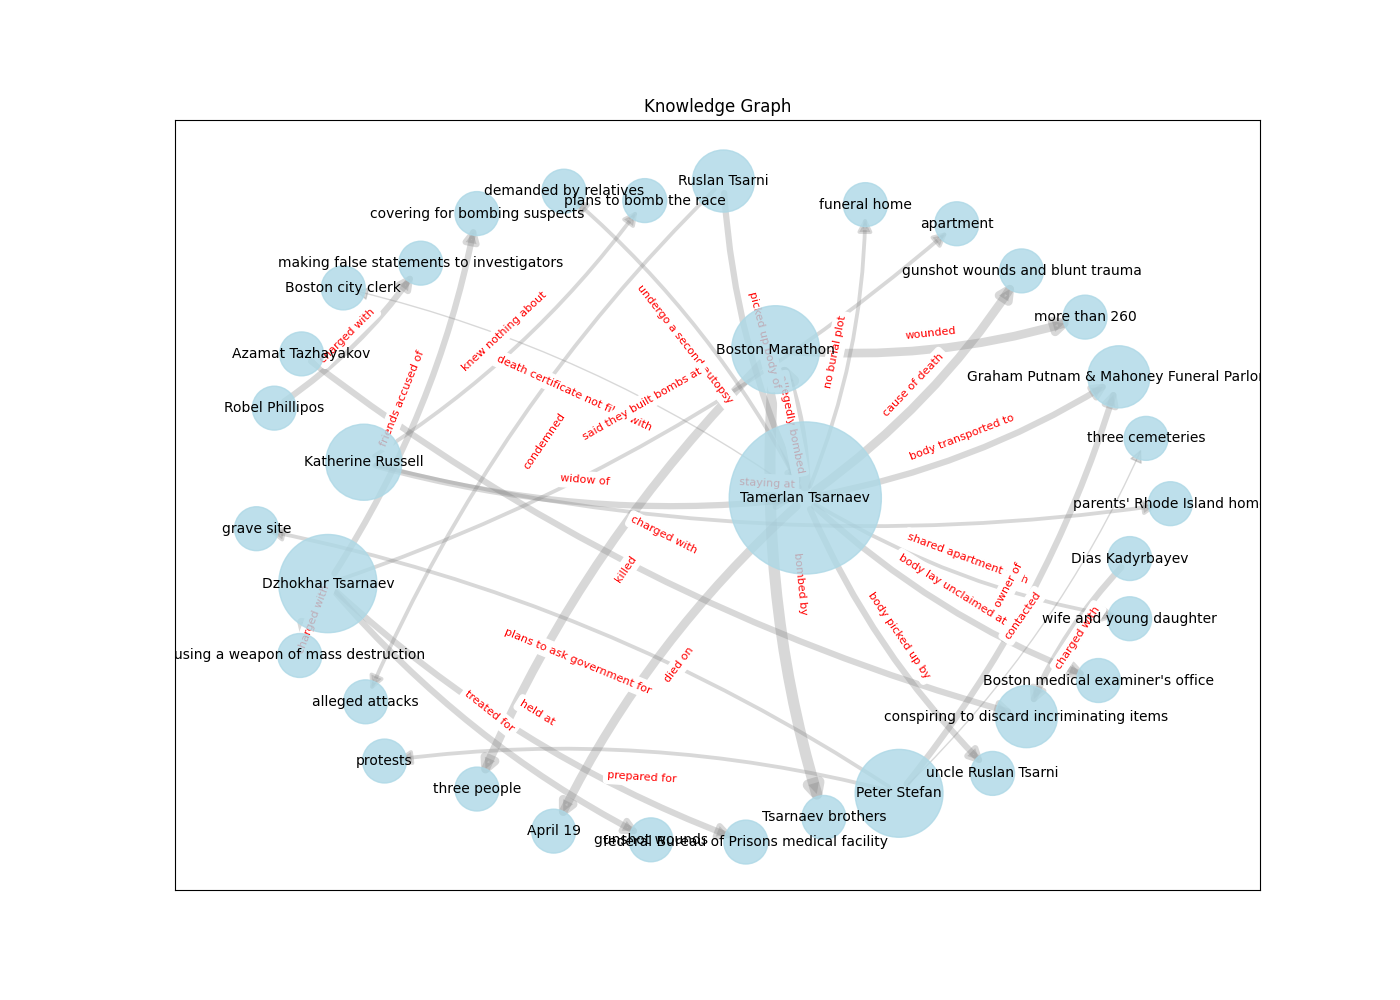 Knowledge Graph
Ruslan Tsarni
demanded by relatives
plans to bomb the race
funeral home
covering for bombing suspects
apartment
making false statements to investigators
gunshot wounds and blunt trauma
Boston city clerk
more than 260
Boston Marathon
Azamat Tazhayakov
Graham Putnam & Mahoney Funeral Parlor
Robel Phillipos
three cemeteries
Katherine Russell
Tamerlan Tsarnaev
parents' Rhode Island hom
grave site
Dias Kadyrbayev
Dzhokhar Tsarnaev
wife and young daughter
using a weapon of mass destruction
Boston medical examiner's office
alleged attacks
conspiring to discard incriminating items
protests
uncle Ruslan Tsarni
three people
Peter Stefan
Tsarnaev brothers
April 19
gunshot wounds
federal Bureau of Prisons medical facility
charged with
friends accused of
knew nothing about
undergo a second autopsy
picked up body of
allegedly bombed
no burial plot
wounded
cause of death
death certificate not filed with
said they built bombs at
condemned
body transported to
widow of
staying at
charged with
killed
bombed by
shared apartment
body lay unclaimed at
owner of
contacted
charged with
body picked up by
charged with
plans to ask government for
died on
treated for
held at
prepared for